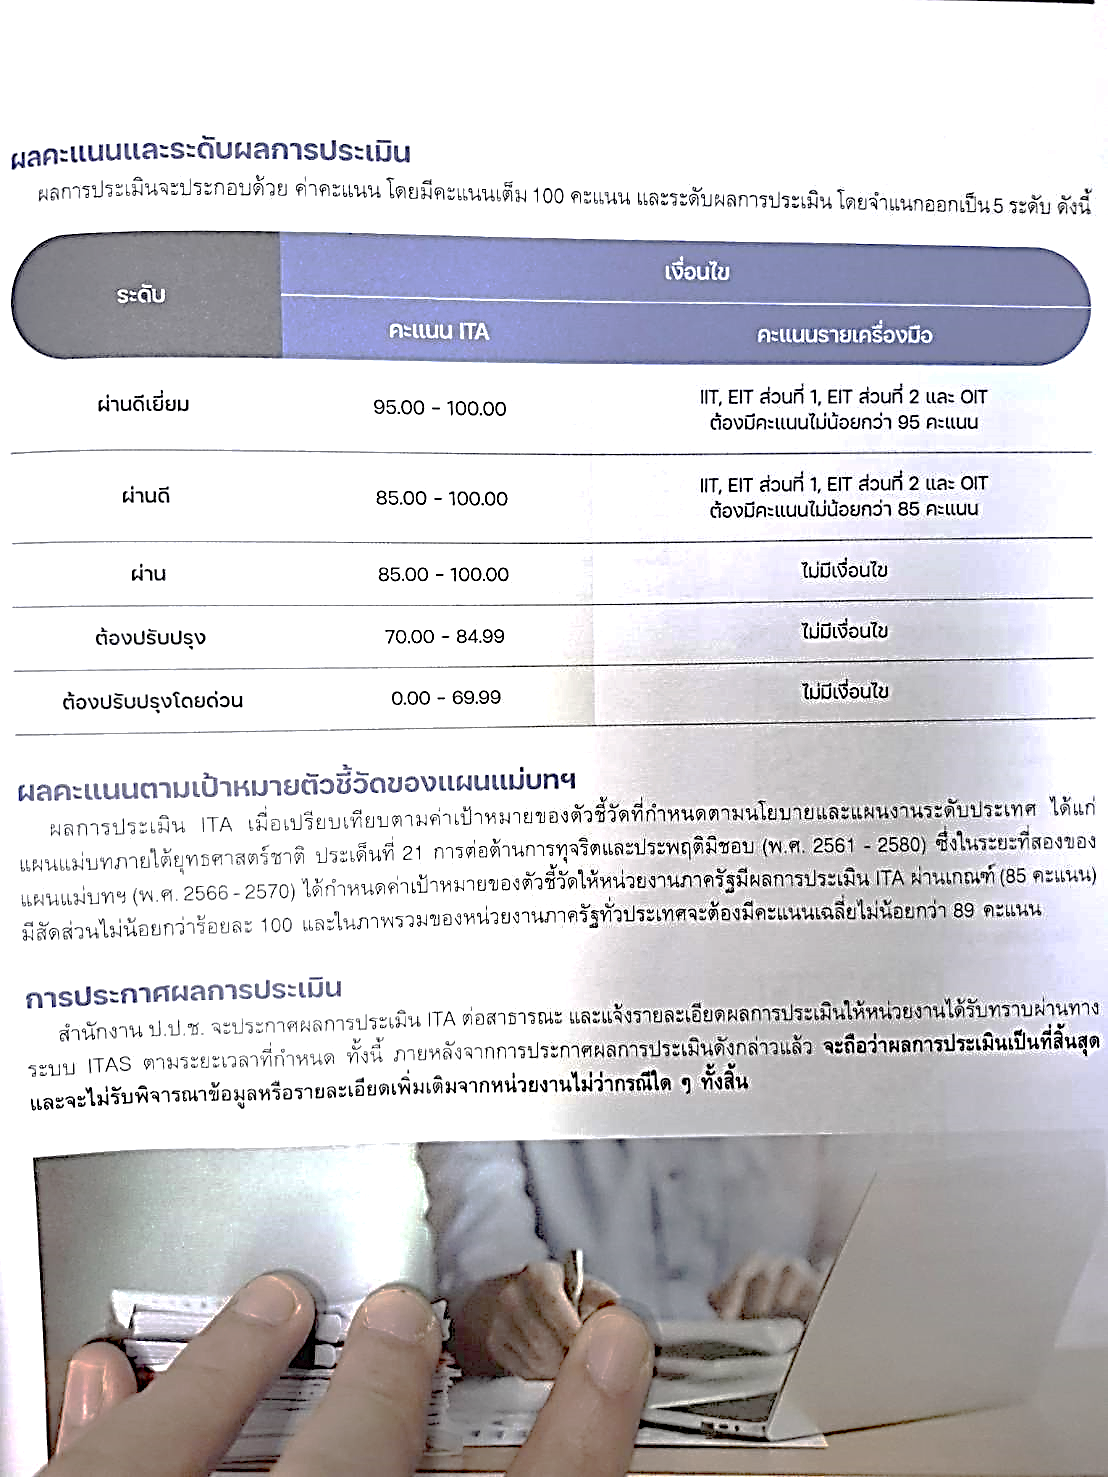 ผลคะแนนและระดับผลการประเมิน
ผลการประเมินจะประกอบด้วย ค่าคะแนน โดยมีคะแนนเต็ม 100 คะแนน และระดับผลการประเมิน โดยจำแนกออกเป็น 5 ระดับ ดังนี้
ระดับ
เงื่อนไข
คะแนน ITA
คะแนนรายเครื่องมือ
ผ่านดีเยี่ยม
95.00 - 100.00
IIT, EIT ส่วนที่ 1, EIT ส่วนที่ 2 และ OIT
ต้องมีคะแนนไม่น้อยกว่า 95 คะแนน
ผ่านดี
85.00 - 100.00
IIT, EIT ส่วนที่ 1, EIT ส่วนที่ 2 และ OIT
ต้องมีคะแนนไม่น้อยกว่า 85 คะแนน
ผ่าน
85.00 - 100.00
ไม่มีเงื่อนไข
ต้องปรับปรุง
70.00 - 84.99
ไม่มีเงื่อนไข
ต้องปรับปรุงโดยด่วน
0.00 - 69.99
ไม่มีเงื่อนไข
ผลคะแนนตามเป้าหมายตัวชี้วัดของแผนแม่บทฯ
ผลการประเมิน ITA เมื่อเปรียบเทียบตามค่าเป้าหมายของตัวชี้วัดที่กำหนดตามนโยบายและแผนงานระดับประเทศ ได้แก่
แผนแม่บทภายใต้ยุทธศาสตร์ชาติ ประเด็นที่ 21 การต่อต้านการทุจริตและประพฤติมิชอบ (พ.ศ. 2561 - 2580) ซึ่งในระยะที่สองของ
แผนแม่บทฯ (พ.ศ. 2566 - 2570) ได้กำหนดค่าเป้าหมายของตัวชี้วัดให้หน่วยงานภาครัฐมีผลการประเมิน ITA ผ่านเกณฑ์ (85 คะแนน)
มีสัดส่วนไม่น้อยกว่าร้อยละ 100 และในภาพรวมของหน่วยงานภาครัฐทั่วประเทศจะต้องมีคะแนนเฉลี่ยไม่น้อยกว่า 89 คะแนน
การประกาศผลการประเมิน
สำนักงาน ป.ป.ช. จะประกาศผลการประเมิน ITA ต่อสาธารณะ และแจ้งรายละเอียดผลการประเมินให้หน่วยงานได้รับทราบผ่านทาง
ระบบ ITAS ตามระยะเวลาที่กำหนด ทั้งนี้ ภายหลังจากการประกาศผลการประเมินดังกล่าวแล้ว จะถือว่าผลการประเมินเป็นที่สิ้นสุด
และจะไม่รับพิจารณาข้อมูลหรือรายละเอียดเพิ่มเติมจากหน่วยงานไม่ว่ากรณีใด ๆ ทั้งสิ้น